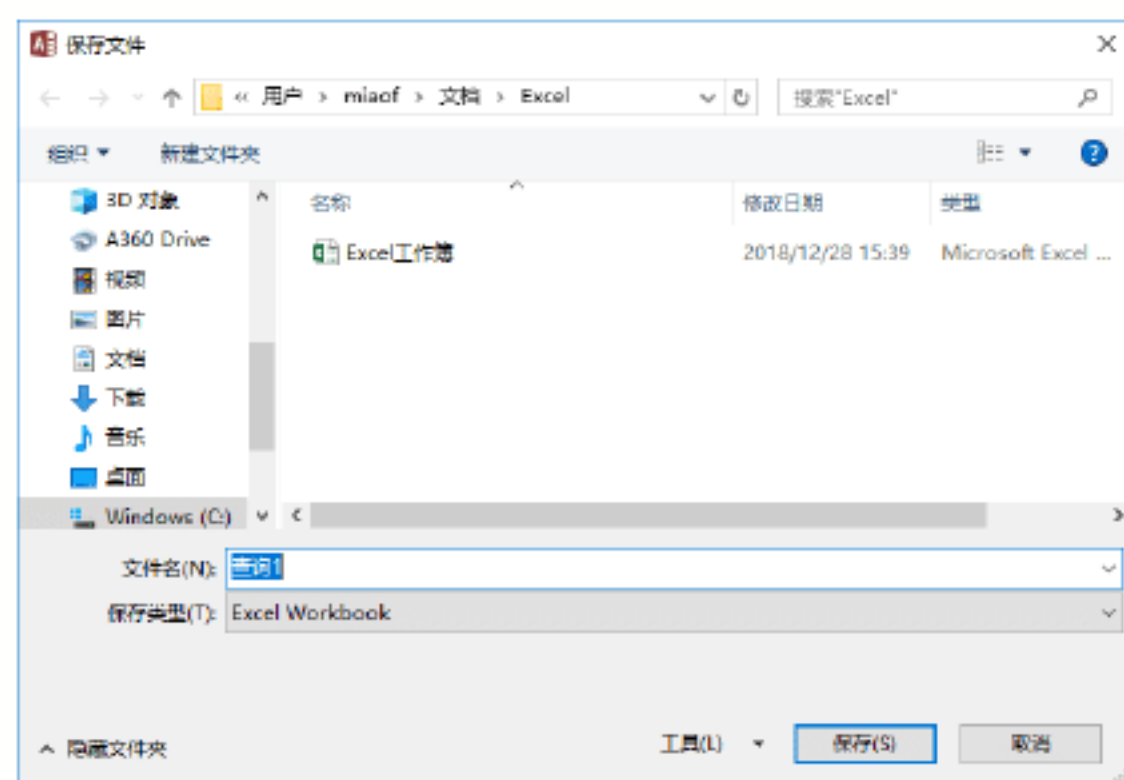 保存文件
« 用户 › miaof › 文档 › Excel 搜索"Excel"
组织 新建文件夹
3D 对象 名称 修改日期 类型
A360 Drive Excel工作簿 2018/12/28 15:39 Microsoft Excel ...
视频
图片
文档
下载
音乐
桌面
Windows (C:)
文件名(N): 查询1
保存类型(T): Excel Workbook
隐藏文件夹 工具(L) 保存(S) 取消